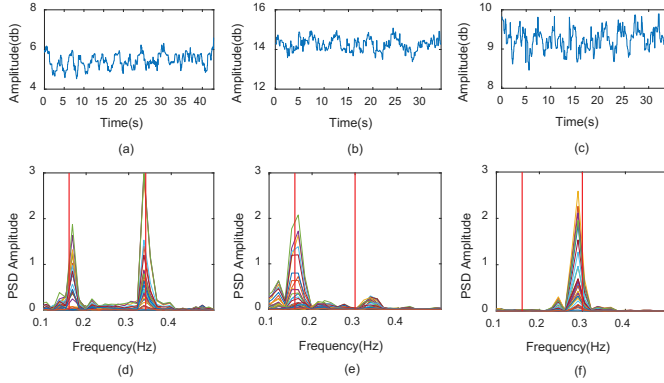 8
6
4
Amplitude(db)
0 5 10 15 20 25 30 35 40
Time(s)
(a)
16
14
12
Amplitude(db)
0 5 10 15 20 25 30
Time(s)
(b)
10
9
8
Amplitude(db)
0 5 10 15 20 25 30
Time(s)
(c)
3
2
1
0
PSD Amplitude
0.1 0.2 0.3 0.4
Frequency(Hz)
(d)
3
2
1
0
PSD Amplitude
0.1 0.2 0.3 0.4
Frequency(Hz)
(e)
3
2
1
0
PSD Amplitude
0.1 0.2 0.3 0.4
Frequency(Hz)
(f)